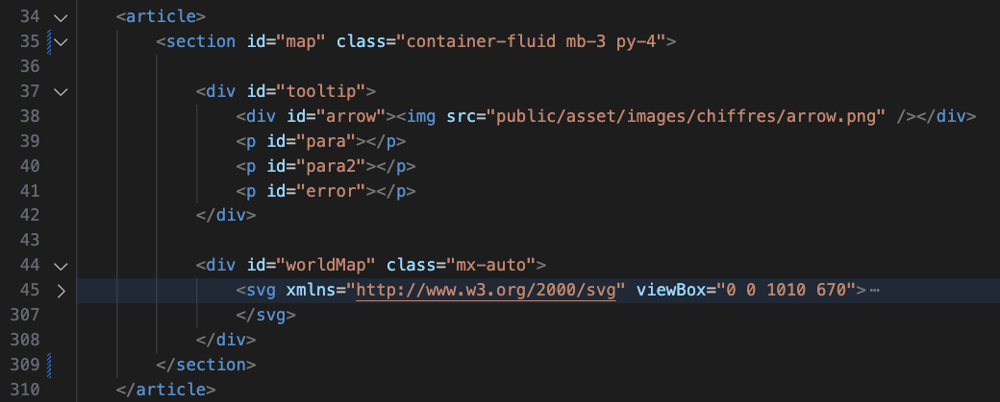 34 <article>
35 <section id="map" class="container-fluid mb-3 py-4">
36
37 <div id="tooltip">
38 <div id="arrow"><img src="public/asset/images/chiffres/arrow.png" /></div>
39 <p id="para"></p>
40 <p id="para2"></p>
41 <p id="error"></p>
42 </div>
43
44 <div id="worldMap" class="mx-auto">
45 <svg xmlns="http://www.w3.org/2000/svg" viewBox="0 0 1010 670">⋯
307 </svg>
308 </div>
309 </section>
310 </article>